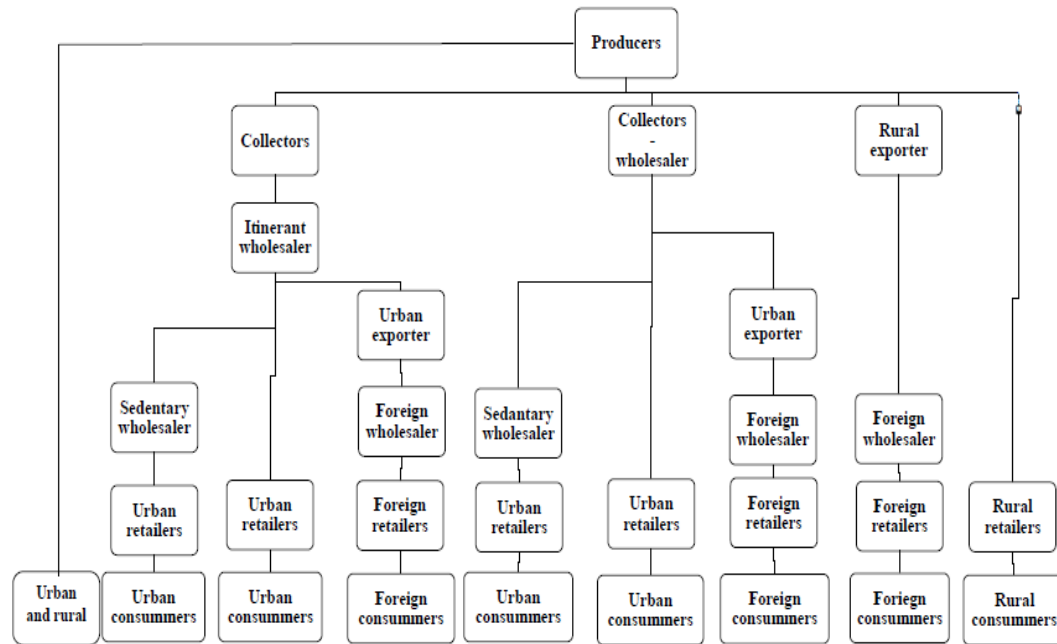 Producers
Collectors
Collectors
-
wholesaler
Rural
exporter
Itinerant
wholesaler
Urban
exporter
Urban
exporter
Sedentary
wholesaler
Foreign
wholesaler
Sedantary
wholesaler
Foreign
wholesaler
Foreign
wholesaler
Urban
retailers
Urban
retailers
Foreign
retailers
Urban
retailers
Urban
retailers
Foreign
retailers
Foreign
retailers
Rural
retailers
Urban
and rural
Urban
consummers
Urban
consummers
Foreign
consummers
Urban
consummers
Urban
consummers
Foreign
consummers
Foriegn
consummers
Rural
consummers